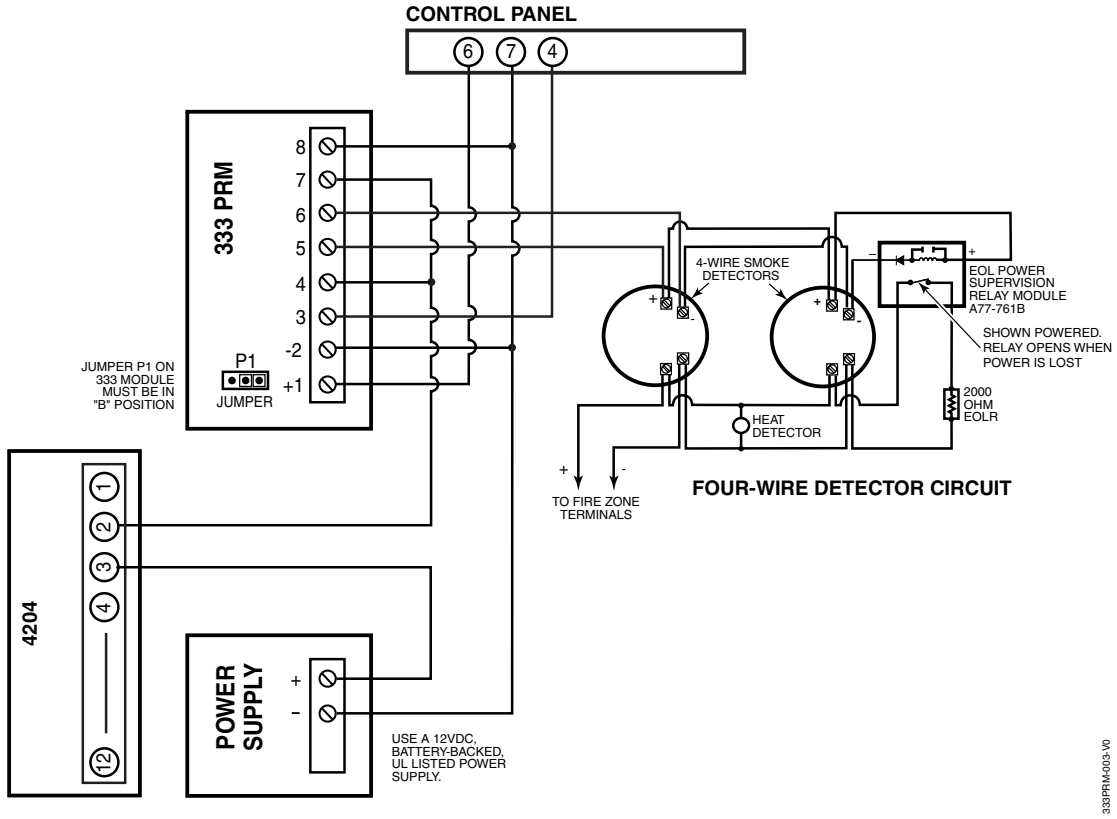 CONTROL PANEL
6 7 4
333 PRM
8
7
6
5
4
3
-2
+1
P1
JUMPER
JUMPER P1 ON
333 MODULE
MUST BE IN
"B" POSITION
4-WIRE SMOKE
DETECTORS
+
-
+
-
–
+
EOL POWER
SUPERVISION
RELAY MODULE
A77-761B
SHOWN POWERED.
RELAY OPENS WHEN
POWER IS LOST
2000
OHM
EOLR
HEAT
DETECTOR
+
-
TO FIRE ZONE
TERMINALS
FOUR-WIRE DETECTOR CIRCUIT
4204
1
2
3
4
12
POWER
SUPPLY
+
–
USE A 12VDC,
BATTERY-BACKED,
UL LISTED POWER
SUPPLY.
333PRM-003-V0